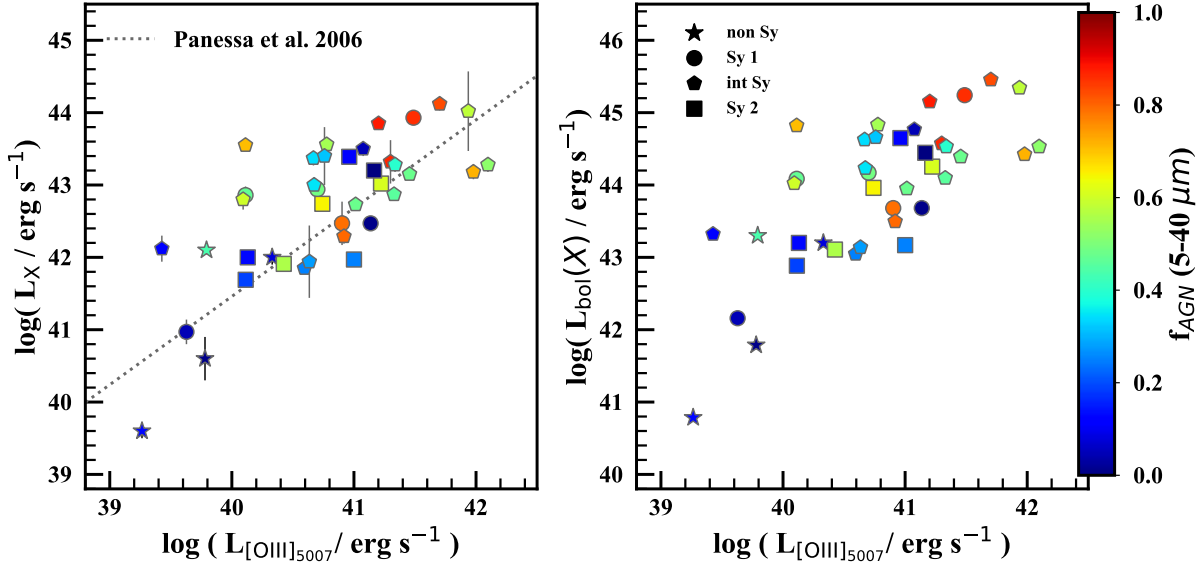 45
44
43
42
41
40
39
39
40
41
42
log( L_X / erg s^−1)
log ( L_[OIII]5007 / erg s^−1 )
Panessa et al. 2006
46
45
44
43
42
41
40
39
40
41
42
log( L_bol(X) / erg s^−1)
log ( L_[OIII]5007 / erg s^−1 )
non Sy
Sy 1
int Sy
Sy 2
1.0
0.8
0.6
0.4
0.2
0.0
f_AGN (5-40 μm)